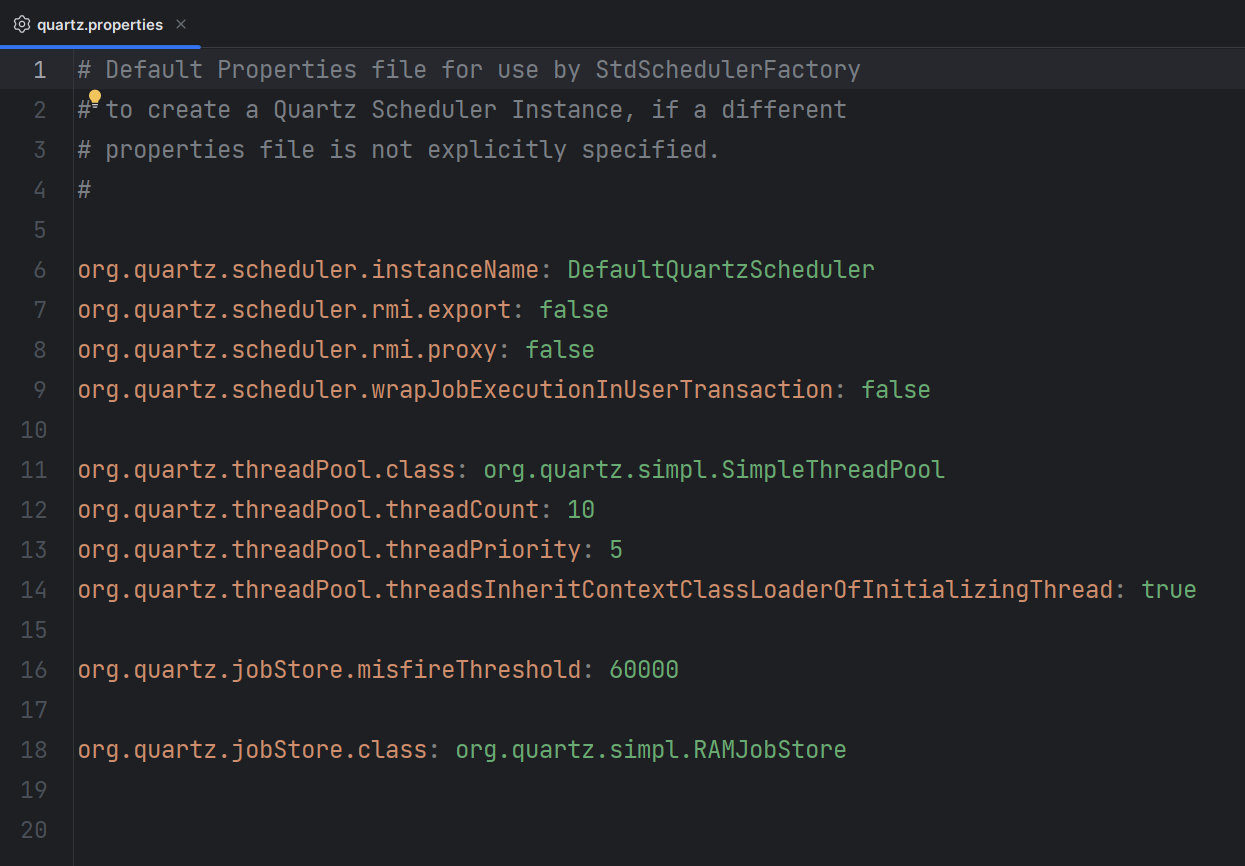 quartz.properties
1 # Default Properties file for use by StdSchedulerFactory
2 # to create a Quartz Scheduler Instance, if a different
3 # properties file is not explicitly specified.
4 #
5
6 org.quartz.scheduler.instanceName: DefaultQuartzScheduler
7 org.quartz.scheduler.rmi.export: false
8 org.quartz.scheduler.rmi.proxy: false
9 org.quartz.scheduler.wrapJobExecutionInUserTransaction: false
10
11 org.quartz.threadPool.class: org.quartz.simpl.SimpleThreadPool
12 org.quartz.threadPool.threadCount: 10
13 org.quartz.threadPool.threadPriority: 5
14 org.quartz.threadPool.threadsInheritContextClassLoaderOfInitializingThread: true
15
16 org.quartz.jobStore.misfireThreshold: 60000
17
18 org.quartz.jobStore.class: org.quartz.simpl.RAMJobStore
19
20